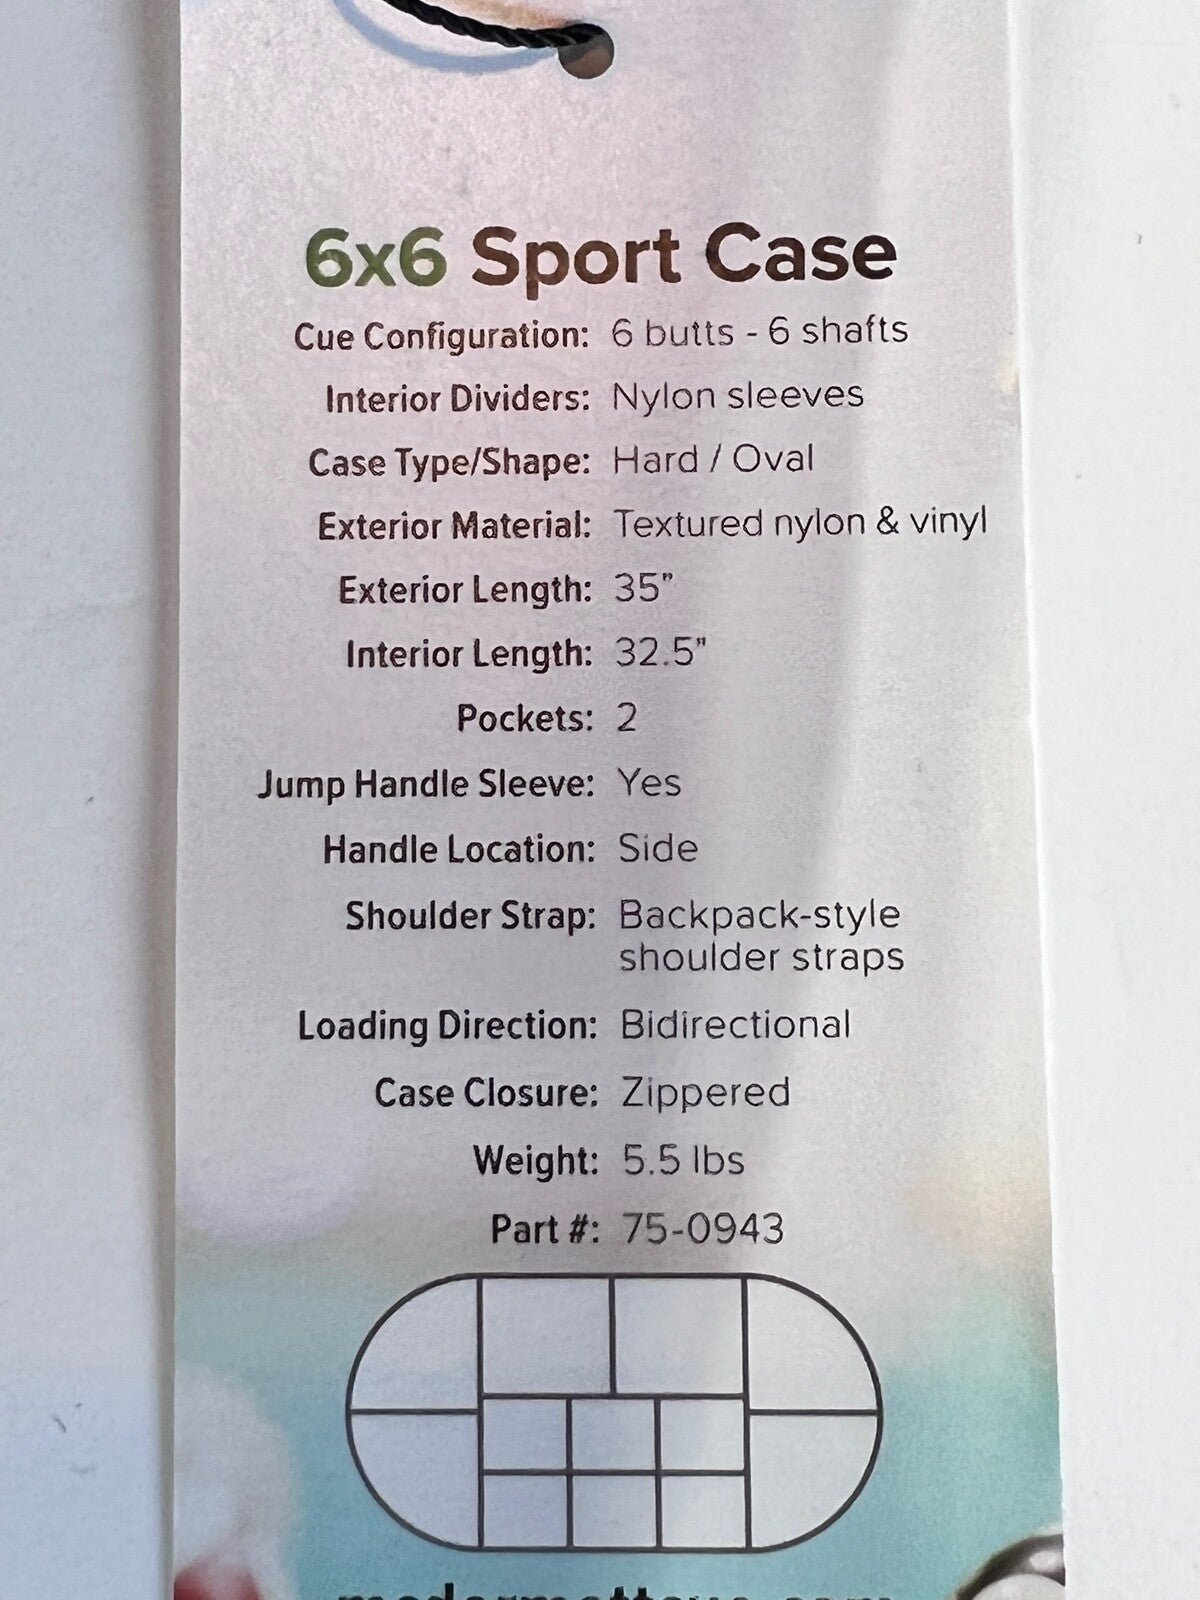 6x6 Sport Case
Cue Configuration: 6 butts - 6 shafts
Interior Dividers: Nylon sleeves
Case Type/Shape: Hard / Oval
Exterior Material: Textured nylon & vinyl
Exterior Length: 35"
Interior Length: 32.5"
Pockets: 2
Jump Handle Sleeve: Yes
Handle Location: Side
Shoulder Strap: Backpack-style
shoulder straps
Loading Direction: Bidirectional
Case Closure: Zippered
Weight: 5.5 lbs
Part #: 75-0943